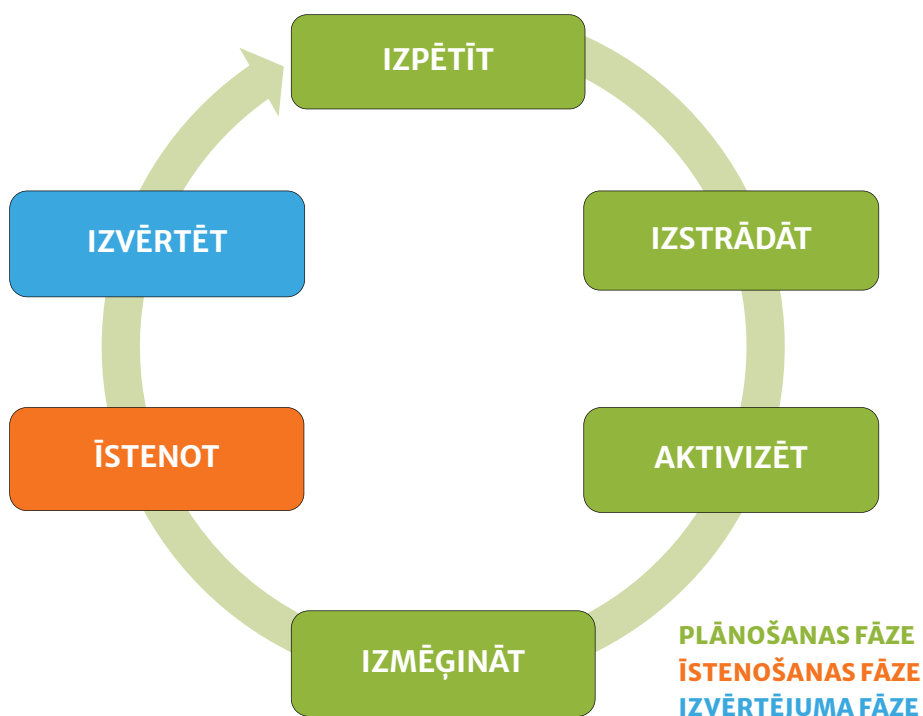 IZPĒTĪT
IZSTRĀDĀT
AKTIVIZĒT
IZMĒĢINĀT
ĪSTENOT
IZVĒRTĒT
PLĀNOŠANAS FĀZE
ĪSTENOŠANAS FĀZE
IZVĒRTĒJUMA FĀZE